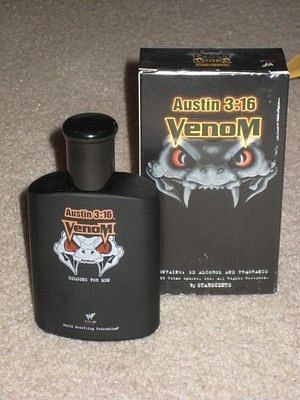 Austin 3:16
VENOM
CONTAINS: SD ALCOHOL AND FRAGRANCE
Titan Sports, Inc. All Rights Reserved.
By STARSCENTS
Austin 3:16
VENOM
COLOGNE FOR MEN
World Wrestling Federation